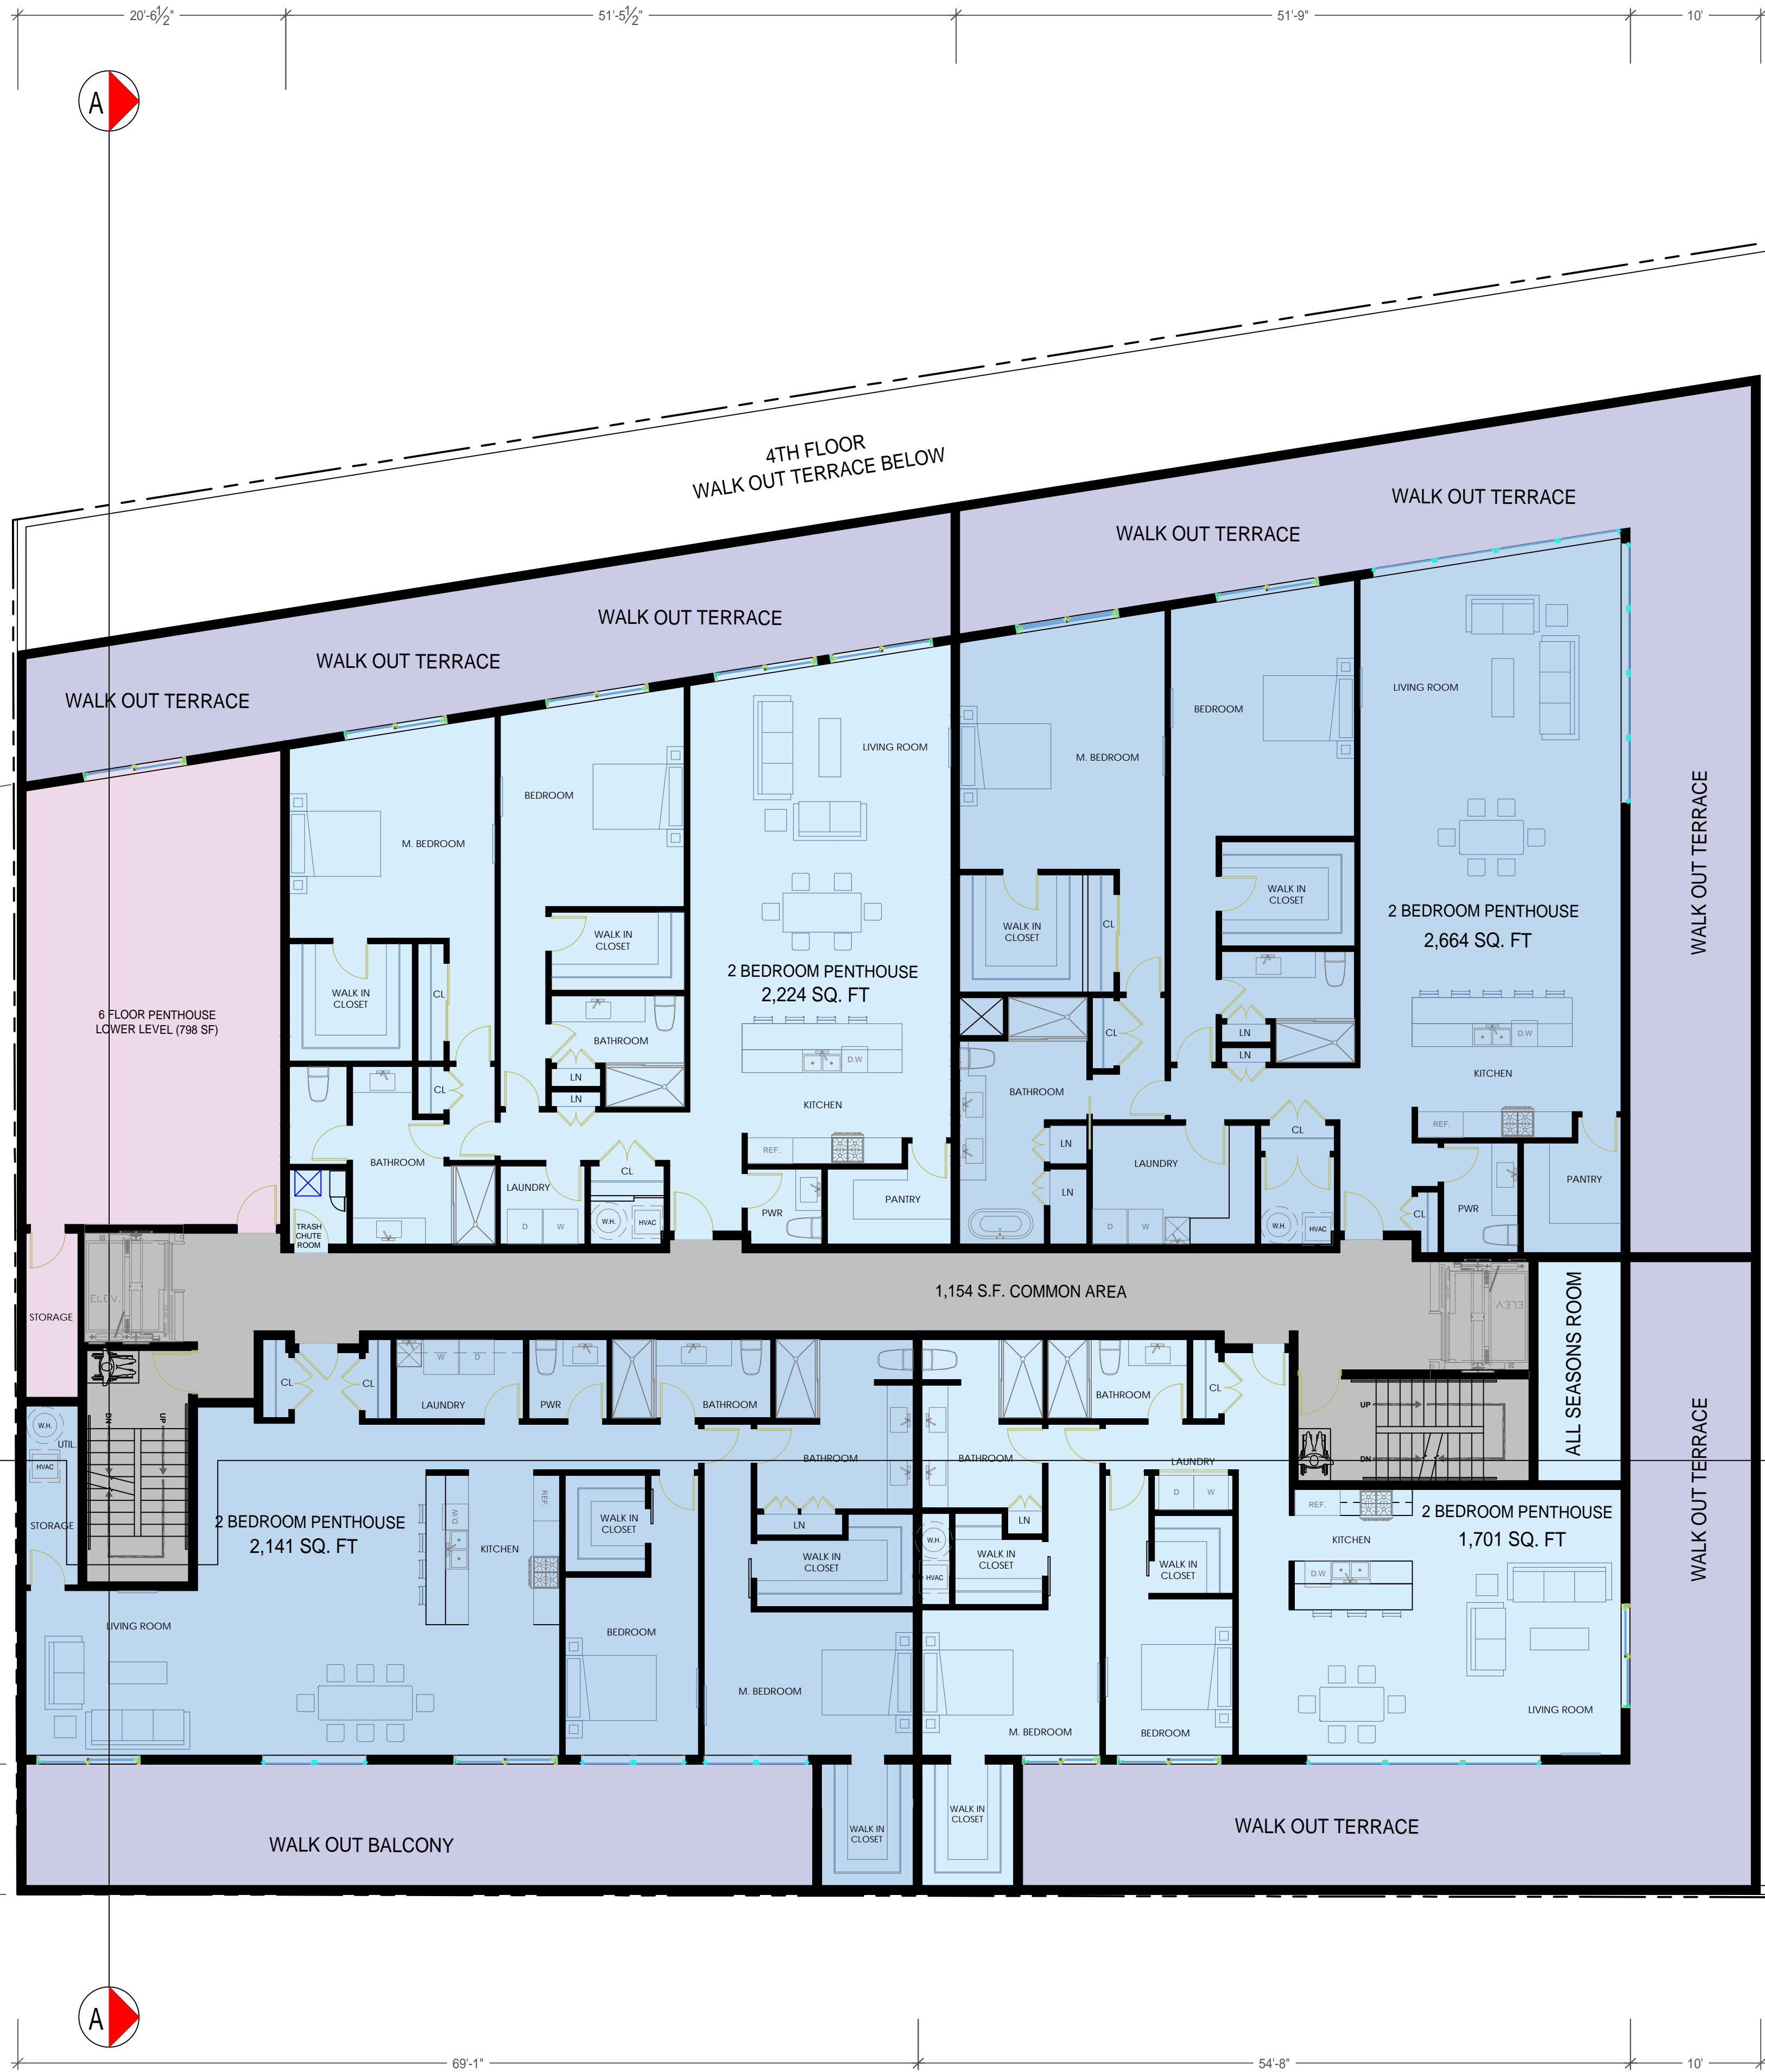 20'-6½"
51'-5½"
51'-9"
10'
A
4TH FLOOR
WALK OUT TERRACE BELOW
WALK OUT TERRACE
WALK OUT TERRACE
WALK OUT TERRACE
WALK OUT TERRACE
WALK OUT TERRACE
LIVING ROOM
BEDROOM
M. BEDROOM
LIVING ROOM
BEDROOM
M. BEDROOM
WALK OUT TERRACE
WALK IN
CLOSET
2 BEDROOM PENTHOUSE
2,664 SQ. FT
WALK IN
CLOSET
CL
WALK IN
CLOSET
2 BEDROOM PENTHOUSE
2,224 SQ. FT
WALK IN
CLOSET
CL
6 FLOOR PENTHOUSE
LOWER LEVEL (798 SF)
BATHROOM
D.W
CL
LN
LN
D.W
KITCHEN
LN
LN
CL
BATHROOM
KITCHEN
REF.
CL
REF.
LN
BATHROOM
CL
LAUNDRY
LAUNDRY
PANTRY
LN
PANTRY
PWR
CL
PWR
W.H.
HVAC
D
W
D
W
W.H.
HVAC
TRASH
CHUTE
ROOM
1,154 S.F. COMMON AREA
ELEV.
ELEV.
STORAGE
ALL SEASONS ROOM
W
D
CL
CL
LAUNDRY
PWR
BATHROOM
BATHROOM
CL
DN
UP
UP
DN
W.H.
UTIL.
HVAC
BATHROOM
BATHROOM
LAUNDRY
WALK OUT TERRACE
D
W
REF.
REF.
D.W
STORAGE
2 BEDROOM PENTHOUSE
2,141 SQ. FT
KITCHEN
WALK IN
CLOSET
LN
LN
2 BEDROOM PENTHOUSE
1,701 SQ. FT
KITCHEN
W.H.
HVAC
WALK IN
CLOSET
WALK IN
CLOSET
WALK IN
CLOSET
D.W
LIVING ROOM
BEDROOM
M. BEDROOM
M. BEDROOM
BEDROOM
LIVING ROOM
WALK IN
CLOSET
WALK IN
CLOSET
WALK OUT BALCONY
WALK OUT TERRACE
A
69'-1"
54'-8"
10'